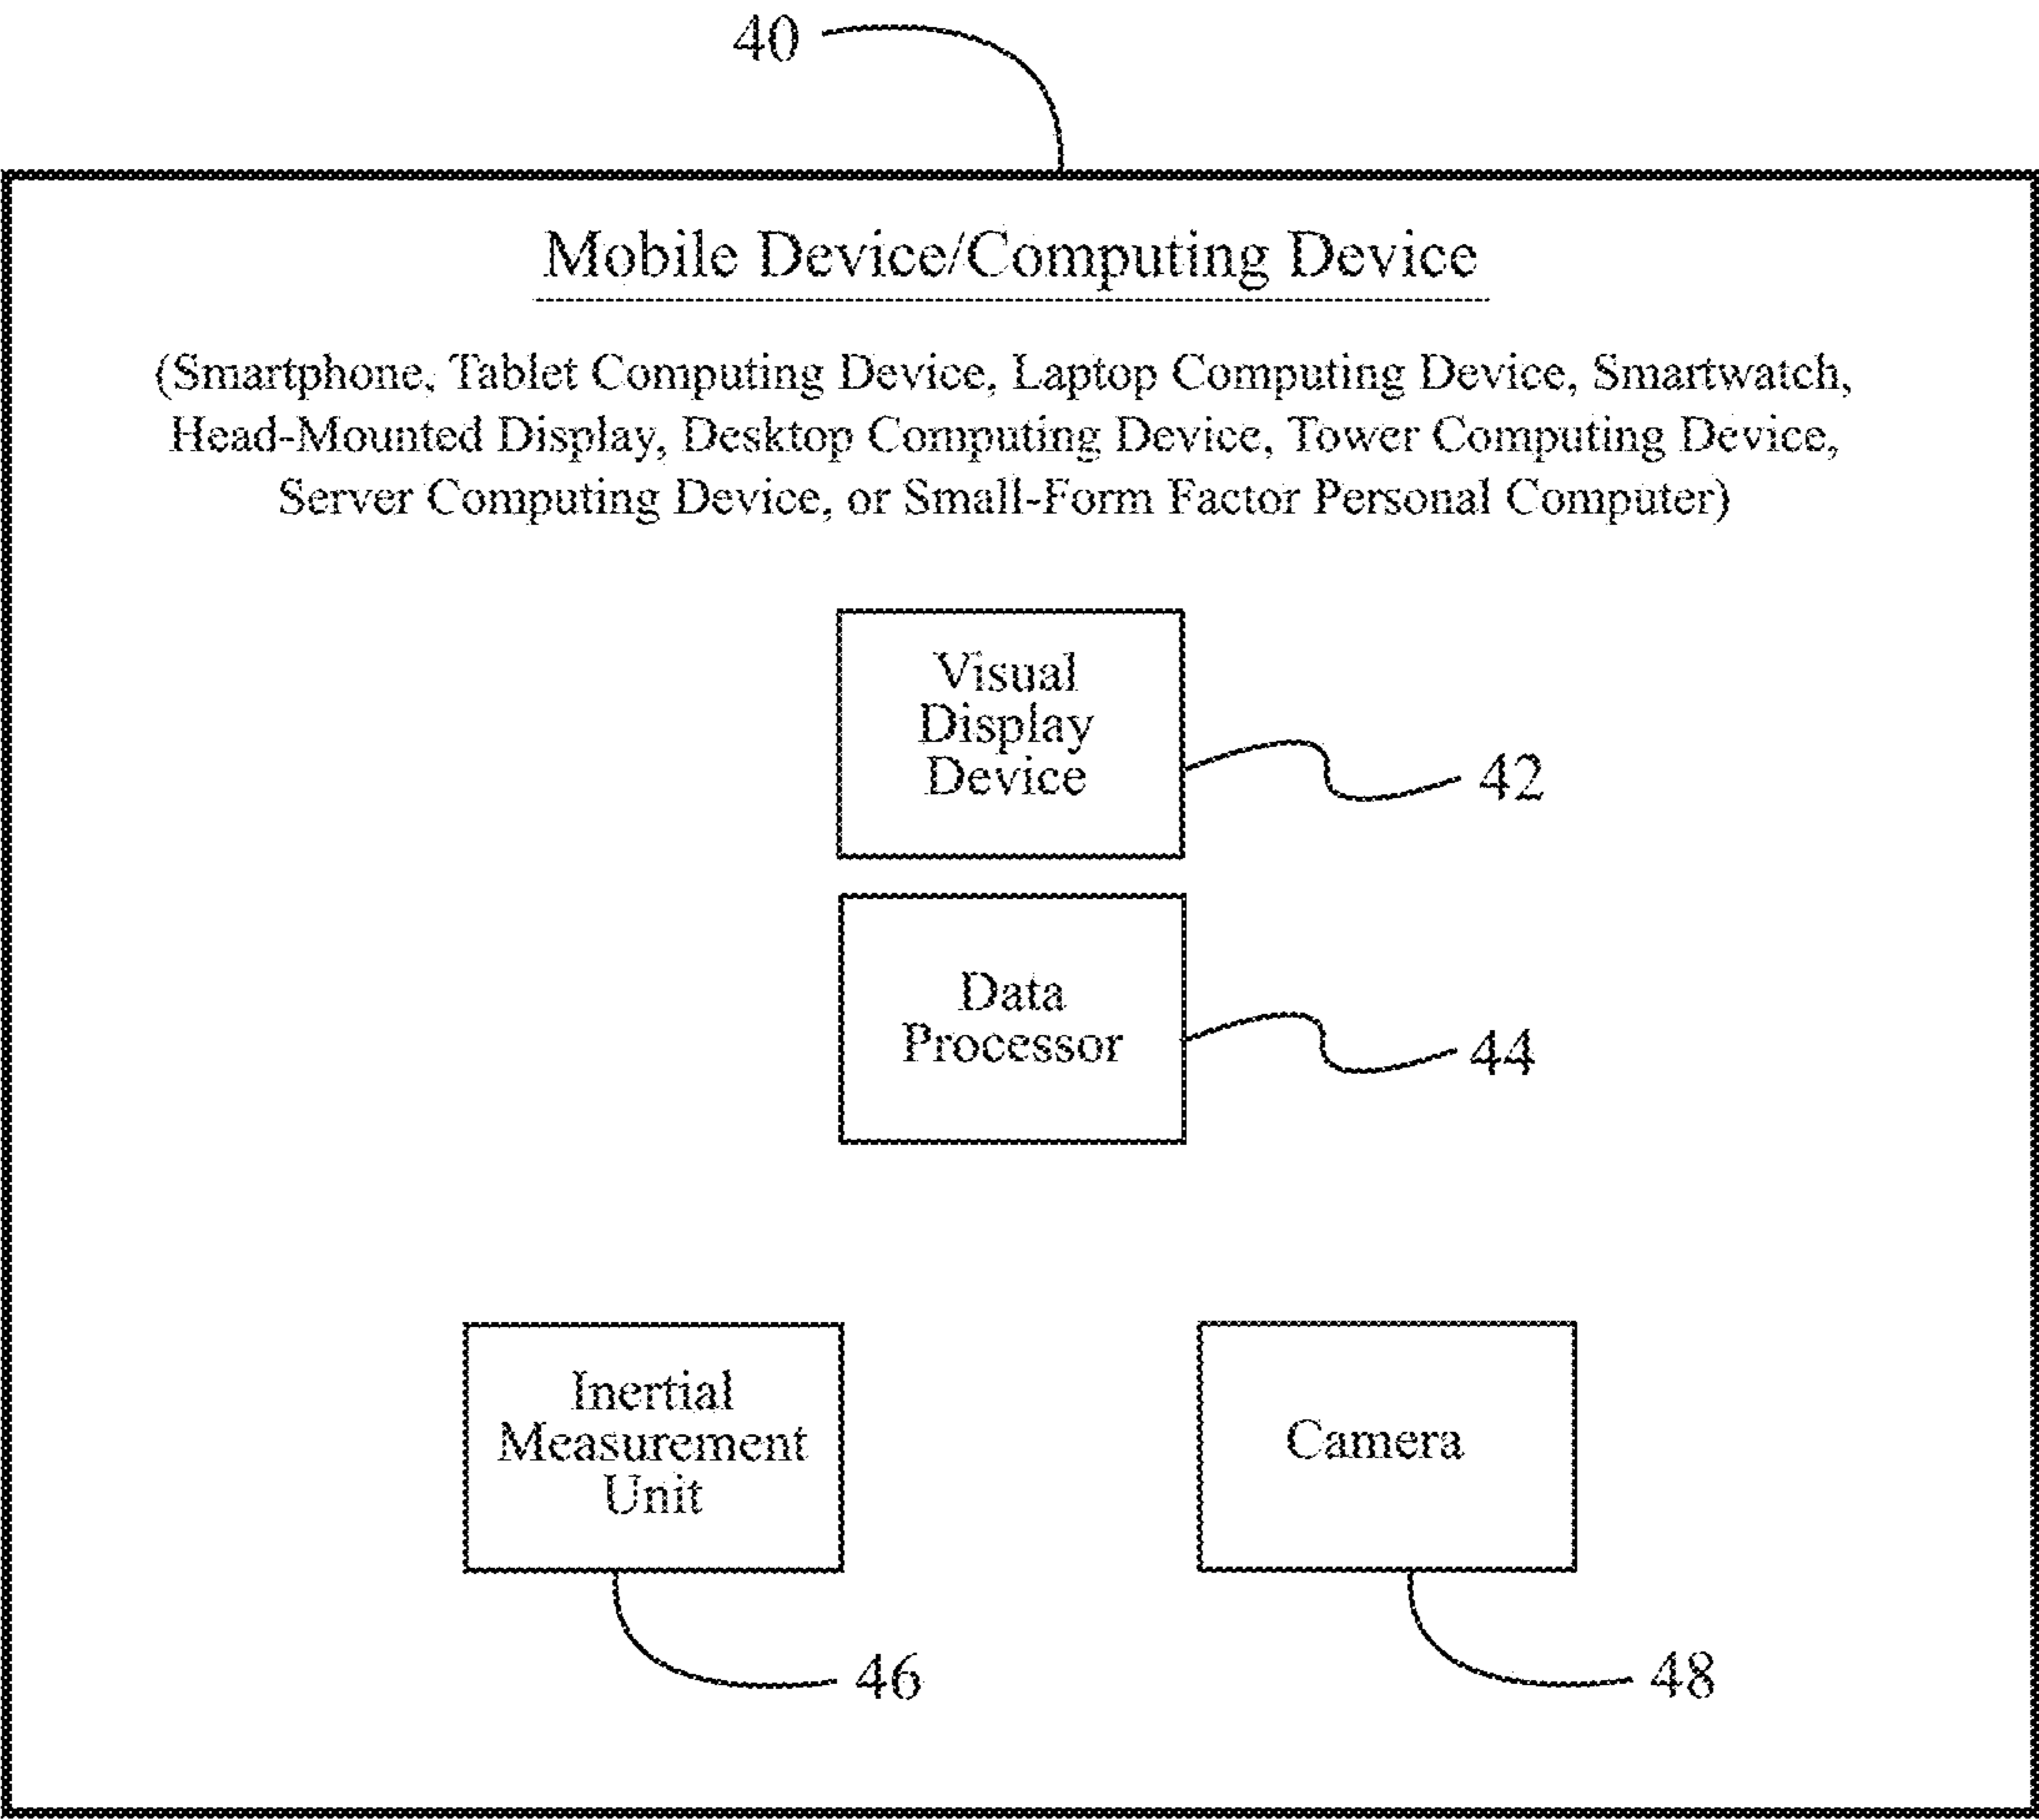 40
Mobile Device/Computing Device
(Smartphone, Tablet Computing Device, Laptop Computing Device, Smartwatch,
Head-Mounted Display, Desktop Computing Device, Tower Computing Device,
Server Computing Device, or Small-Form Factor Personal Computer)
Visual
Display
Device
42
Data
Processor
44
Inertial
Measurement
Unit
46
Camera
48